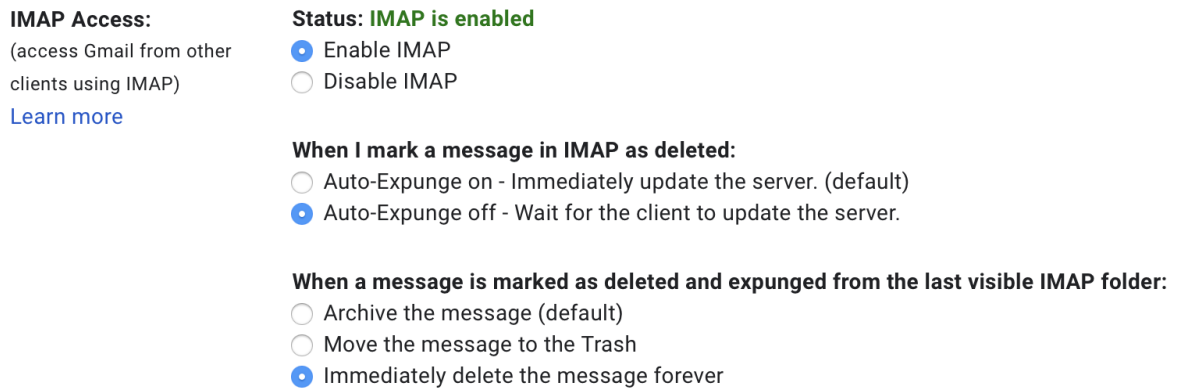 IMAP Access:
(access Gmail from other
clients using IMAP)
Learn more
Status: IMAP is enabled
Enable IMAP
Disable IMAP
When I mark a message in IMAP as deleted:
Auto-Expunge on - Immediately update the server. (default)
Auto-Expunge off - Wait for the client to update the server.
When a message is marked as deleted and expunged from the last visible IMAP folder:
Archive the message (default)
Move the message to the Trash
Immediately delete the message forever